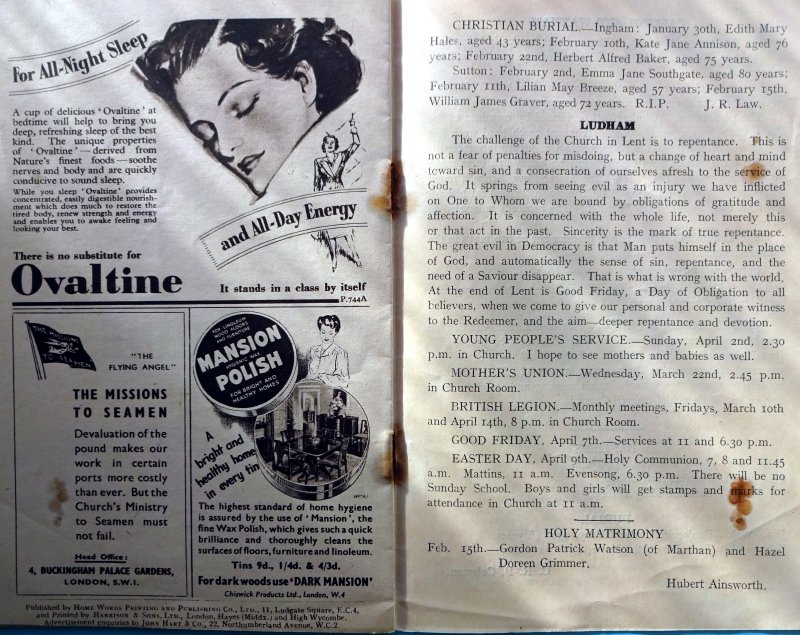 For All-Night Sleep
A cup of delicious 'Ovaltine' at
bedtime will help to bring you
deep, refreshing sleep of the best
kind. The unique properties
of 'Ovaltine'—derived from
Nature's finest foods—soothe
nerves and body and are quickly
conducive to sound sleep.
While you sleep 'Ovaltine' provides
concentrated, easily digestible nourish-
ment which does much to restore the
tired body, renew strength and energy
and enables you to awake feeling and
looking your best.
and All-Day Energy
There is no substitute for
Ovaltine
It stands in a class by itself
P.744A
THE MISSIONS
TO SEAMEN
"THE
FLYING ANGEL"
THE MISSIONS
TO SEAMEN
Devaluation of the
pound makes our
work in certain
ports more costly
than ever. But the
Church's Ministry
to Seamen must
not fail.
Head Office:
4, BUCKINGHAM PALACE GARDENS,
LONDON, S.W.I.
FOR LINOLEUM
WOOD FLOORS
AND FURNITURE
MANSION
HYGIENIC WAX
POLISH
FOR BRIGHT AND
HEALTHY HOMES
A
bright and
healthy home
in every tin
The highest standard of home hygiene
is assured by the use of 'Mansion', the
fine Wax Polish, which gives such a quick
brilliance and thoroughly cleans the
surfaces of floors, furniture and linoleum.
Tins 9d., 1/4d. & 4/3d.
For dark woods use 'DARK MANSION'
Chiswick Products Ltd., London, W.4
Published by HOME WORDS PRINTING AND PUBLISHING CO., LTD., 11, Ludgate Square, E.C.4,
and Printed by HARRISON & SONS, LTD., London, Hayes (Middx.) and High Wycombe.
Advertisement enquiries to JOHN HART & CO., 22, Northumberland Avenue, W.C.2.
CHRISTIAN BURIAL.—Ingham: January 30th, Edith Mary
Hales, aged 43 years; February 10th, Kate Jane Annison, aged 76
years; February 22nd, Herbert Alfred Baker, aged 75 years.
Sutton: February 2nd, Emma Jane Southgate, aged 80 years;
February 11th, Lilian May Breeze, aged 57 years; February 15th,
William James Graver, aged 72 years. R.I.P. J. R. Law.
LUDHAM
The challenge of the Church in Lent is to repentance. This is
not a fear of penalties for misdoing, but a change of heart and mind
toward sin, and a consecration of ourselves afresh to the service of
God. It springs from seeing evil as an injury we have inflicted
on One to Whom we are bound by obligations of gratitude and
affection. It is concerned with the whole life, not merely this
or that act in the past. Sincerity is the mark of true repentance.
The great evil in Democracy is that Man puts himself in the place
of God, and automatically the sense of sin, repentance, and the
need of a Saviour disappear. That is what is wrong with the world.
At the end of Lent is Good Friday, a Day of Obligation to all
believers, when we come to give our personal and corporate witness
to the Redeemer, and the aim—deeper repentance and devotion.
YOUNG PEOPLE'S SERVICE.—Sunday, April 2nd, 2.30
p.m. in Church. I hope to see mothers and babies as well.
MOTHER'S UNION.—Wednesday, March 22nd, 2.45 p.m.
in Church Room.
BRITISH LEGION.—Monthly meetings, Fridays, March 10th
and April 14th, 8 p.m. in Church Room.
GOOD FRIDAY, April 7th.—Services at 11 and 6.30 p.m.
EASTER DAY, April 9th.—Holy Communion, 7, 8 and 11.45
a.m. Mattins, 11 a.m. Evensong, 6.30 p.m. There will be no
Sunday School. Boys and girls will get stamps and marks for
attendance in Church at 11 a.m.
HOLY MATRIMONY
Feb. 15th.—Gordon Patrick Watson (of Marthan) and Hazel
Doreen Grimmer.
Hubert Ainsworth.